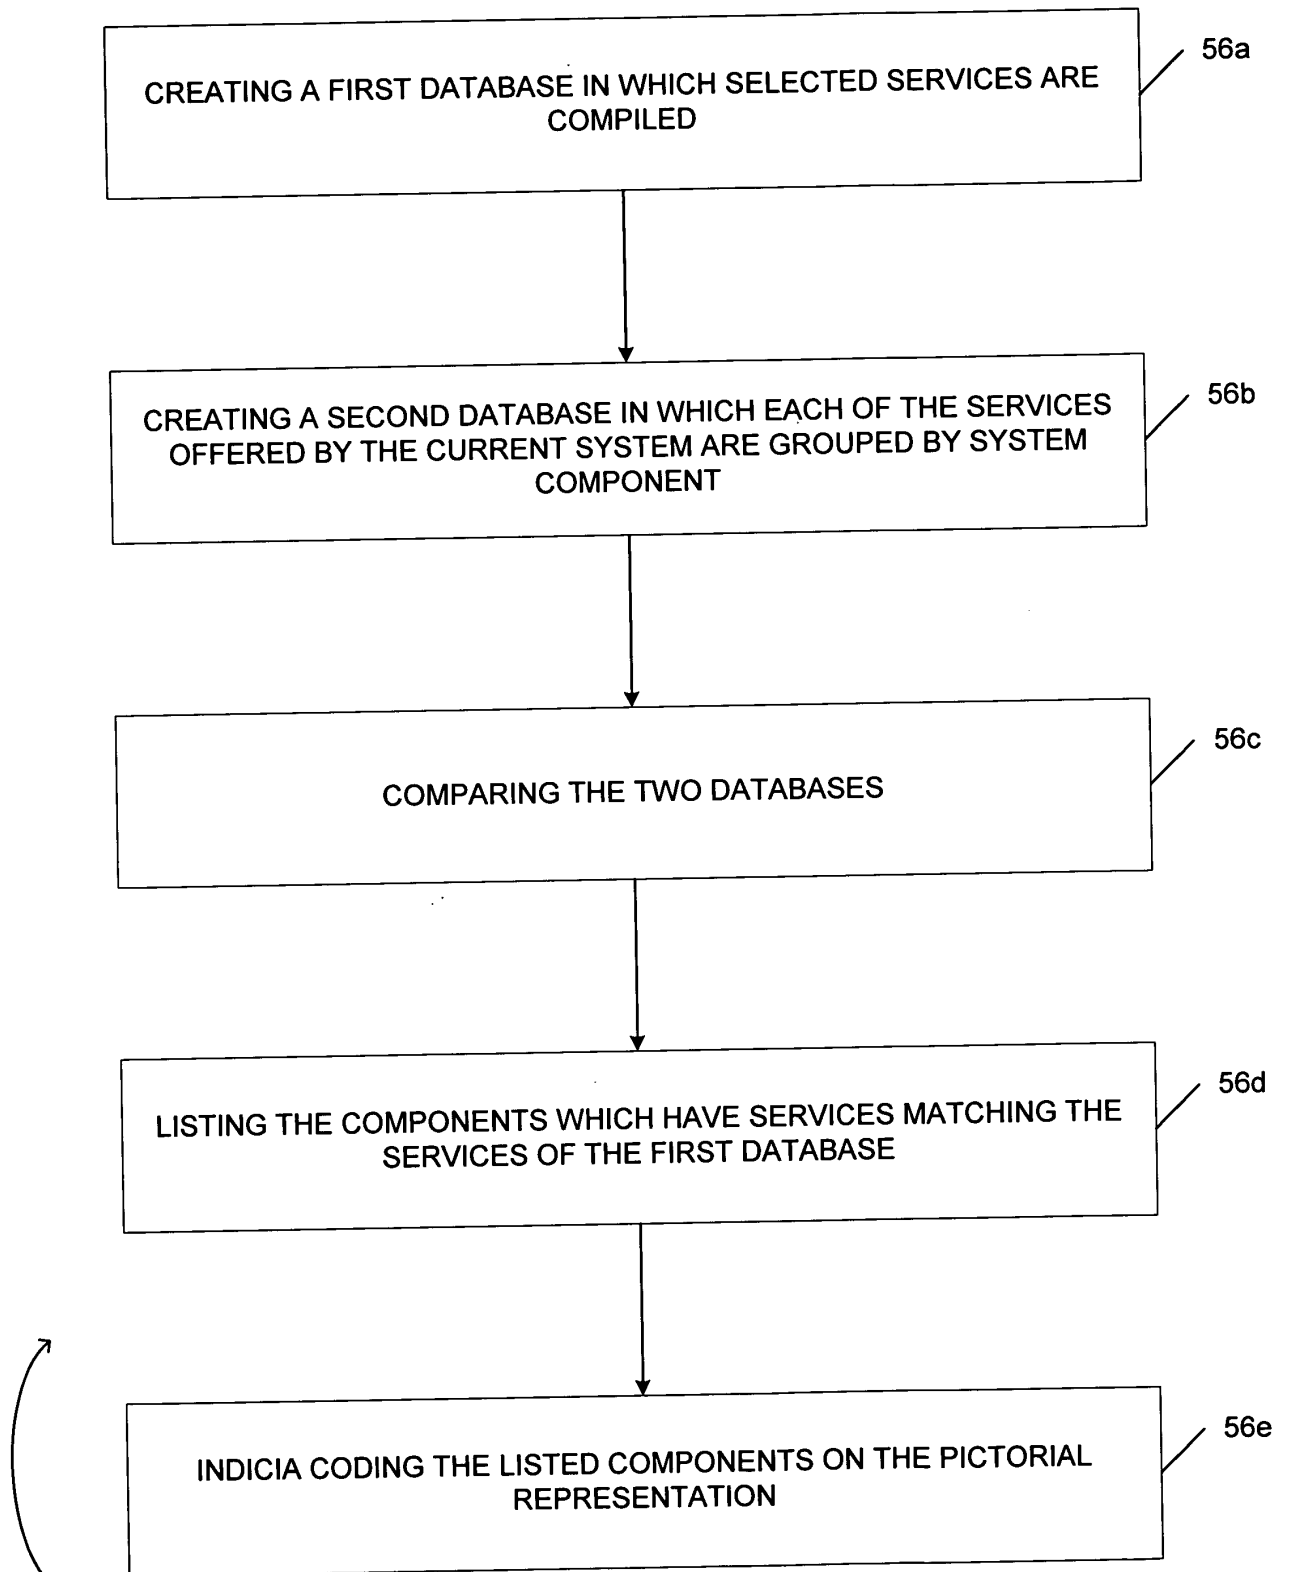 56a
CREATING A FIRST DATABASE IN WHICH SELECTED SERVICES ARE
COMPILED
56b
CREATING A SECOND DATABASE IN WHICH EACH OF THE SERVICES
OFFERED BY THE CURRENT SYSTEM ARE GROUPED BY SYSTEM
COMPONENT
56c
COMPARING THE TWO DATABASES
56d
LISTING THE COMPONENTS WHICH HAVE SERVICES MATCHING THE
SERVICES OF THE FIRST DATABASE
56e
INDICIA CODING THE LISTED COMPONENTS ON THE PICTORIAL
REPRESENTATION